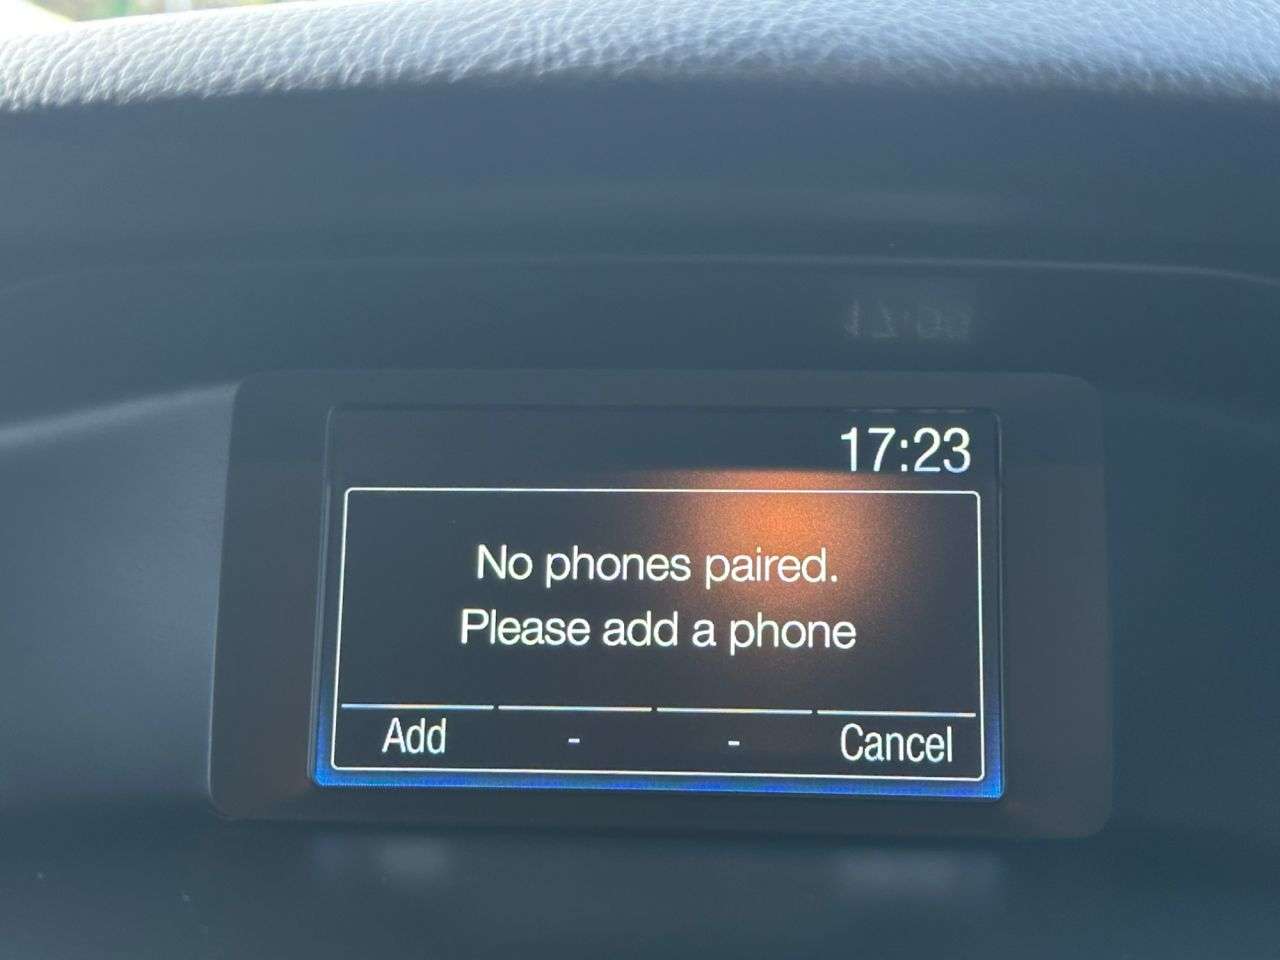 17:23
No phones paired.
Please add a phone
Add - - Cancel